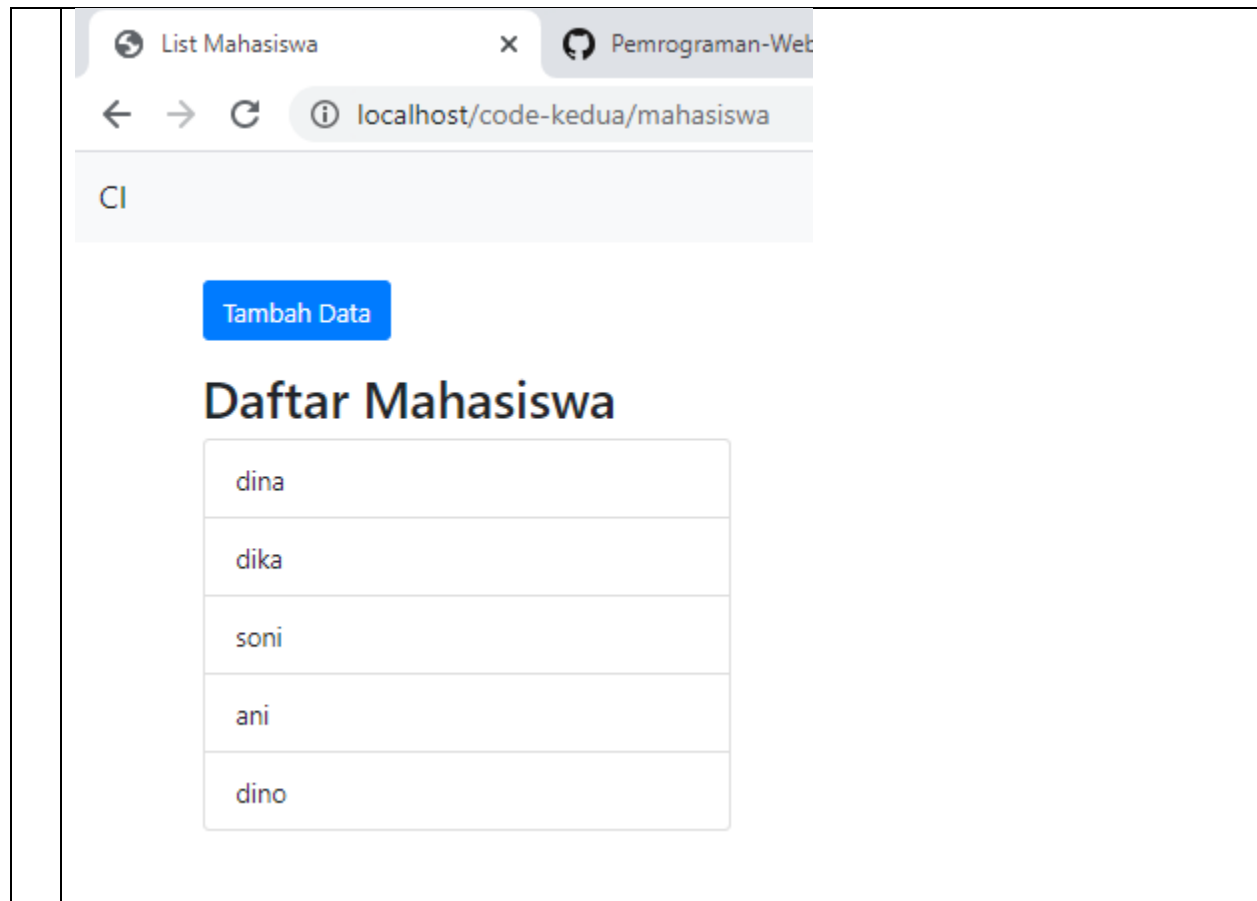 List Mahasiswa
Pemrograman-Web
localhost/code-kedua/mahasiswa
CI
Tambah Data
Daftar Mahasiswa
dina
dika
soni
ani
dino